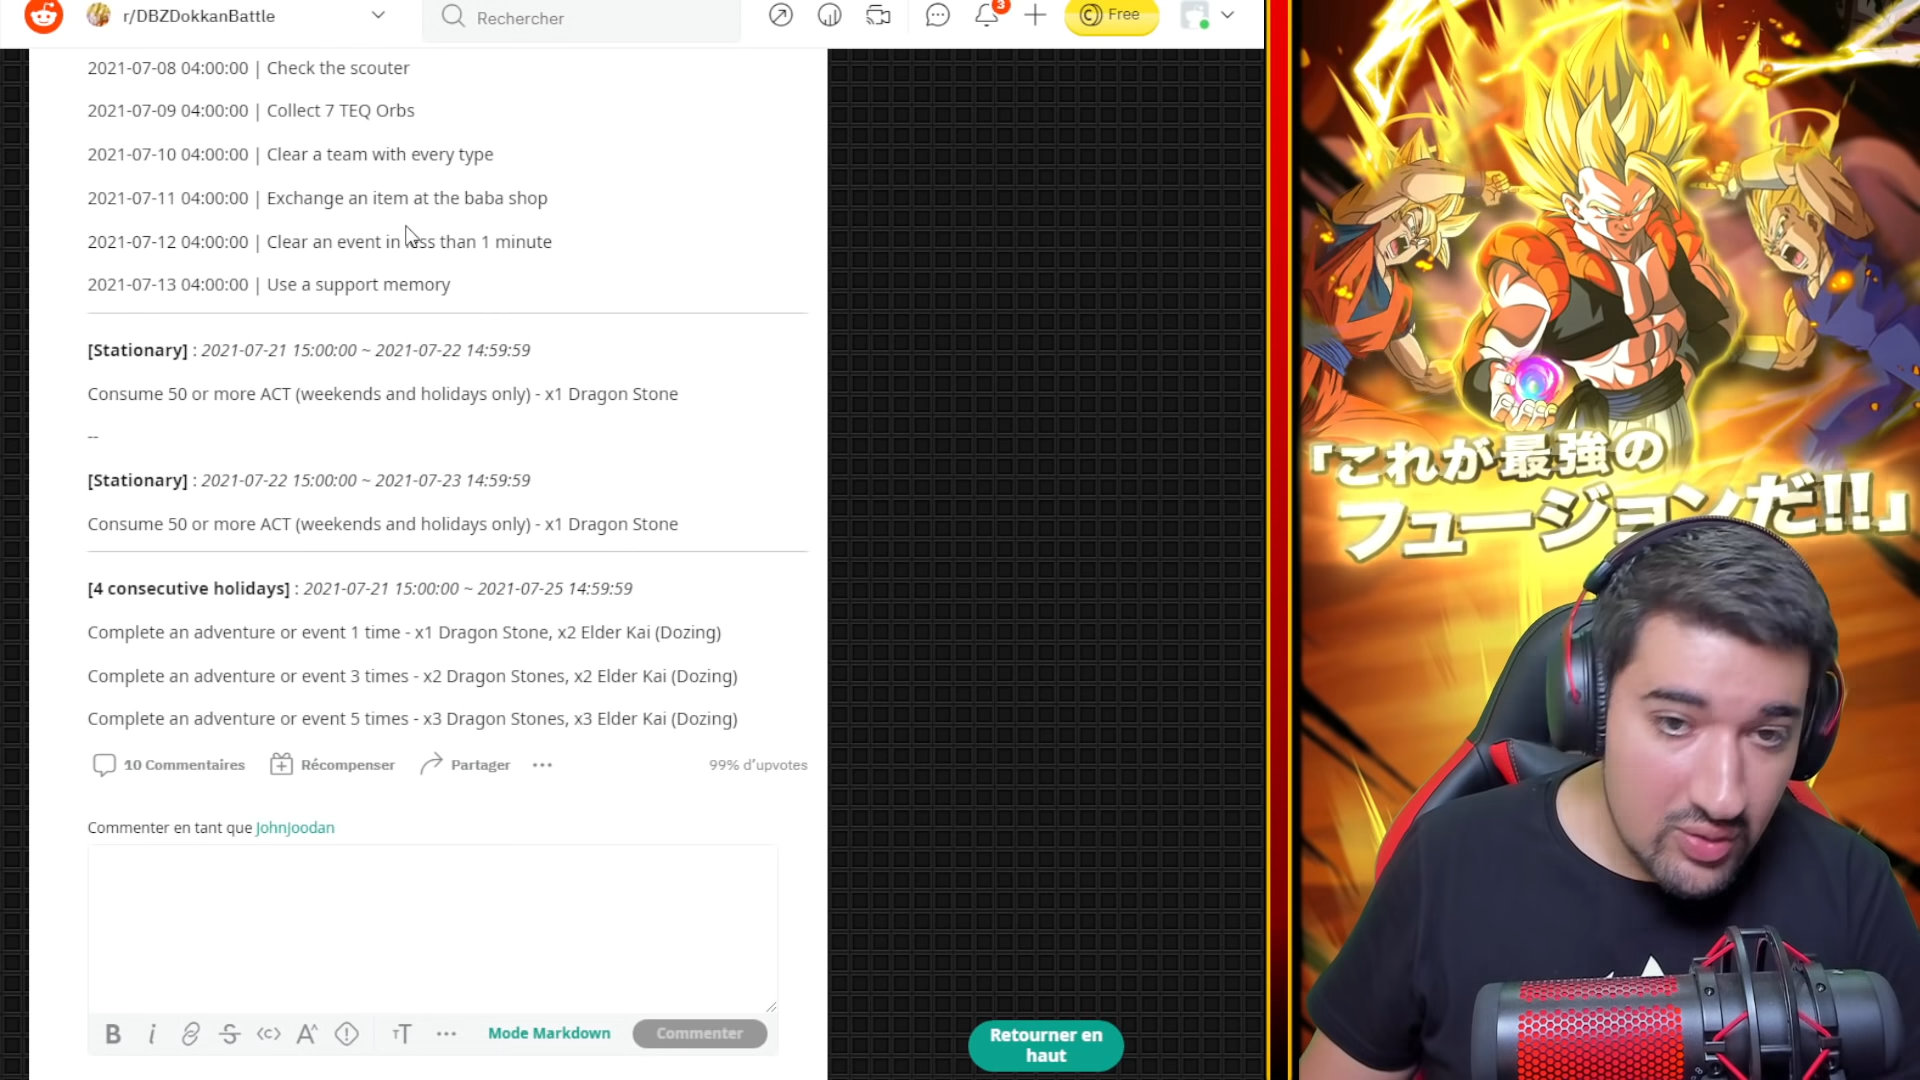 r/DBZDokkanBattle
Rechercher
3
Free
2021-07-08 04:00:00 | Check the scouter
2021-07-09 04:00:00 | Collect 7 TEQ Orbs
2021-07-10 04:00:00 | Clear a team with every type
2021-07-11 04:00:00 | Exchange an item at the baba shop
2021-07-12 04:00:00 | Clear an event in less than 1 minute
2021-07-13 04:00:00 | Use a support memory
[Stationary] : 2021-07-21 15:00:00 ~ 2021-07-22 14:59:59
Consume 50 or more ACT (weekends and holidays only) - x1 Dragon Stone
--
[Stationary] : 2021-07-22 15:00:00 ~ 2021-07-23 14:59:59
Consume 50 or more ACT (weekends and holidays only) - x1 Dragon Stone
[4 consecutive holidays] : 2021-07-21 15:00:00 ~ 2021-07-25 14:59:59
Complete an adventure or event 1 time - x1 Dragon Stone, x2 Elder Kai (Dozing)
Complete an adventure or event 3 times - x2 Dragon Stones, x2 Elder Kai (Dozing)
Complete an adventure or event 5 times - x3 Dragon Stones, x3 Elder Kai (Dozing)
10 Commentaires
Récompenser
Partager
99% d'upvotes
Commenter en tant que JohnJoodan
Mode Markdown
Commenter
Retourner en
haut
「これが最強の
フュージョンだ!!」